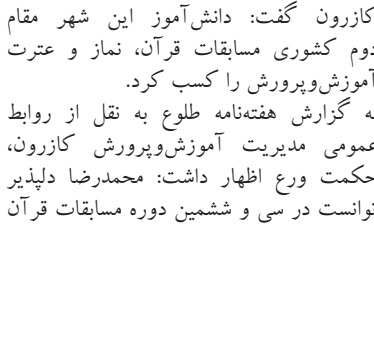 کازرون گفت: دانش‌آموز این شهر مقام
دوم کشوری مسابقات قرآن، نماز و عترت
آموزش‌وپرورش را کسب کرد.
به گزارش هفته‌نامه طلوع به نقل از روابط
عمومی مدیریت آموزش‌وپرورش کازرون،
حکمت ورع اظهار داشت: محمدرضا دلپذیر
توانست در سی و ششمین دوره مسابقات قرآن